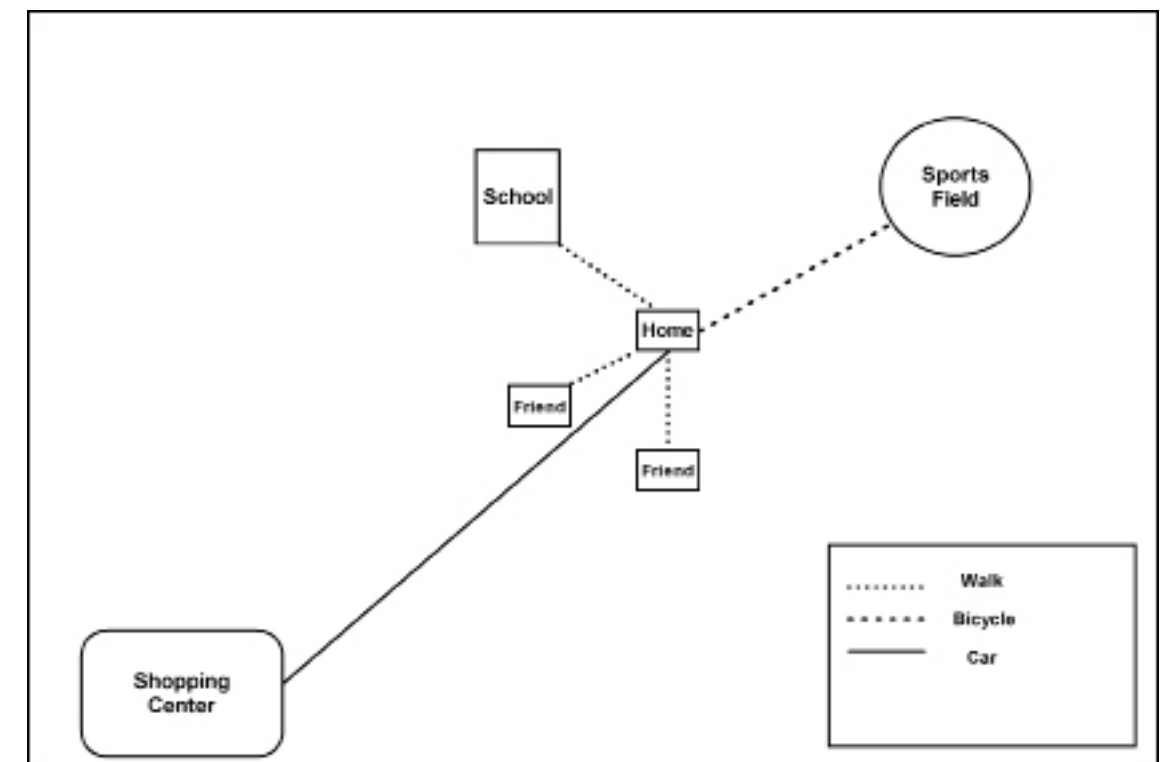 School
Sports
Field
Home
Friend
Friend
Walk
Bicycle
Car
Shopping
Center